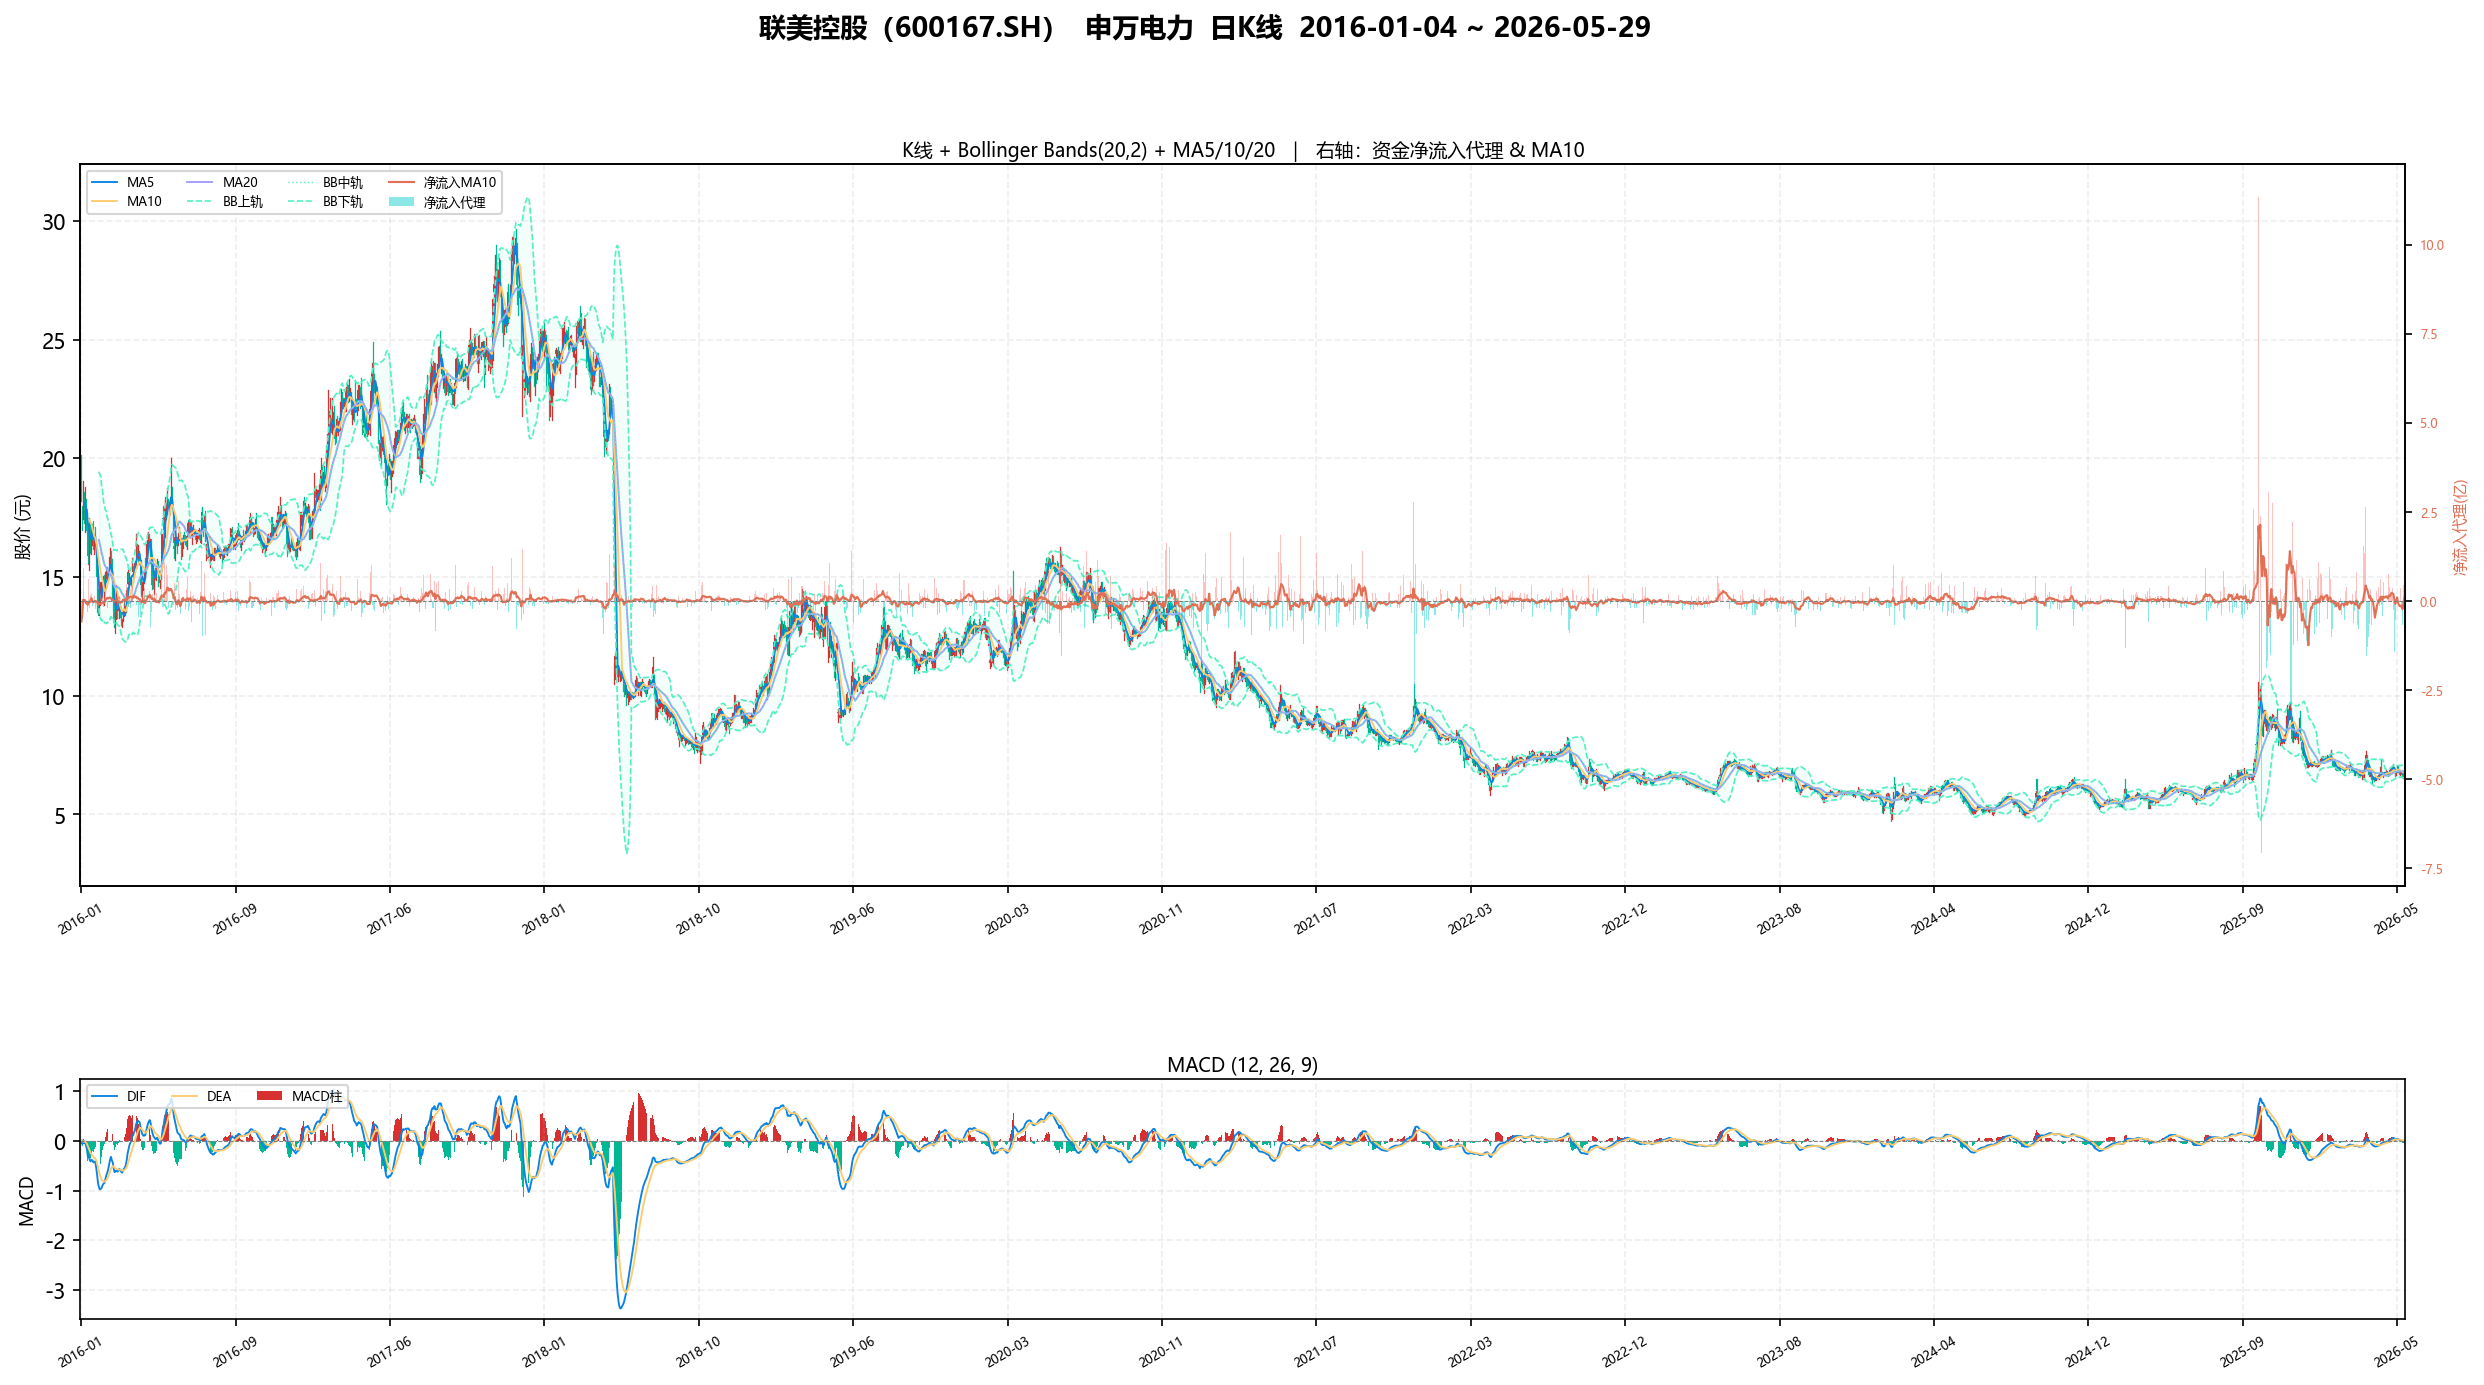 联美控股（600167.SH）  申万电力  日K线  2016-01-04 ~ 2026-05-29
K线 + Bollinger Bands(20,2) + MA5/10/20   |   右轴：资金净流入代理 & MA10
MA5 MA20 BB中轨 净流入MA10
MA10 BB上轨 BB下轨 净流入代理
股价 (元)
30
25
20
15
10
5
10.0
7.5
5.0
2.5
0.0
-2.5
-5.0
-7.5
净流入代理(亿)
2016-01 2016-09 2017-06 2018-01 2018-10 2019-06 2020-03 2020-11 2021-07 2022-03 2022-12 2023-08 2024-04 2024-12 2025-09 2026-05
MACD (12, 26, 9)
DIF DEA MACD柱
MACD
1
0
-1
-2
-3
2016-01 2016-09 2017-06 2018-01 2018-10 2019-06 2020-03 2020-11 2021-07 2022-03 2022-12 2023-08 2024-04 2024-12 2025-09 2026-05